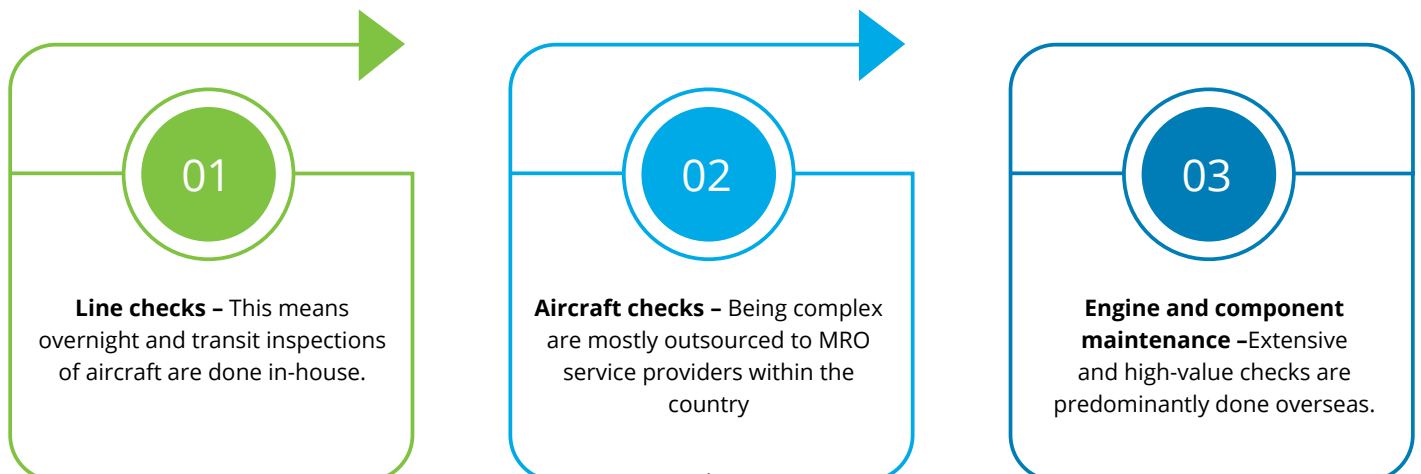 01
Line checks – This means
overnight and transit inspections
of aircraft are done in-house.
02
Aircraft checks – Being complex
are mostly outsourced to MRO
service providers within the
country
03
Engine and component
maintenance –Extensive
and high-value checks are
predominantly done overseas.